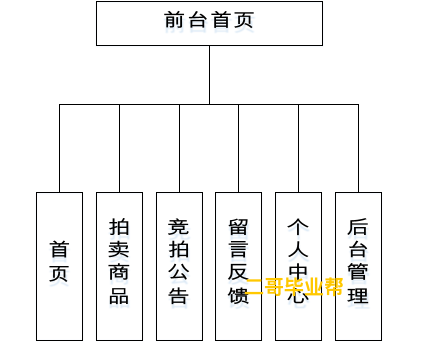 前台首页
首页
拍卖商品
竞拍公告
留言反馈
个人中心
后台管理
二哥毕业帮